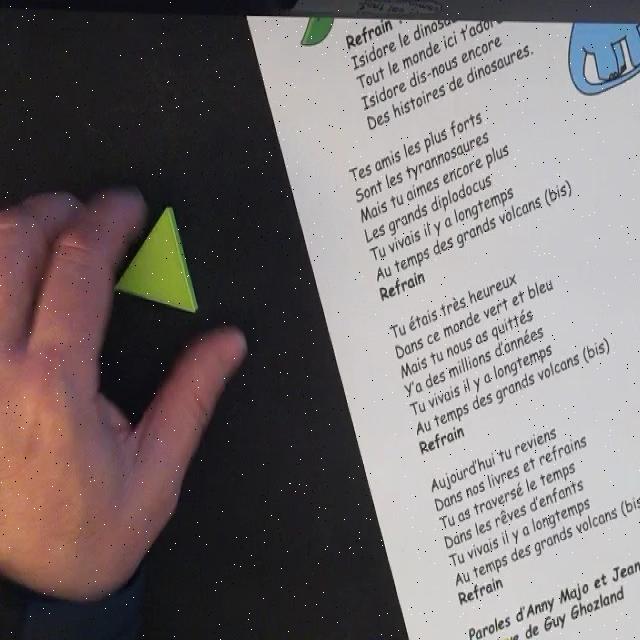 Refrain
Isidore le dinosa
Tout le monde ici t'ador
Isidore dis-nous encore
Des histoires de dinosaures.
Tes amis les plus forts
Sont les tyrannosaures
Mais tu aimes encore plus
Les grands diplodocus
Tu vivais il y a longtemps
Au temps des grands volcans (bis)
Refrain
Tu étais très heureux
Dans ce monde vert et bleu
Mais tu nous as quittés
Y'a des millions d'années
Tu vivais il y a longtemps
Au temps des grands volcans (bis)
Refrain
Aujourd'hui tu reviens
Dans nos livres et refrains
Tu as traversé le temps
Dans les rêves d'enfants
Tu vivais il y a longtemps
Au temps des grands volcans (bis
Refrain
Paroles d'Anny Majo et Jean
de Guy Ghozland